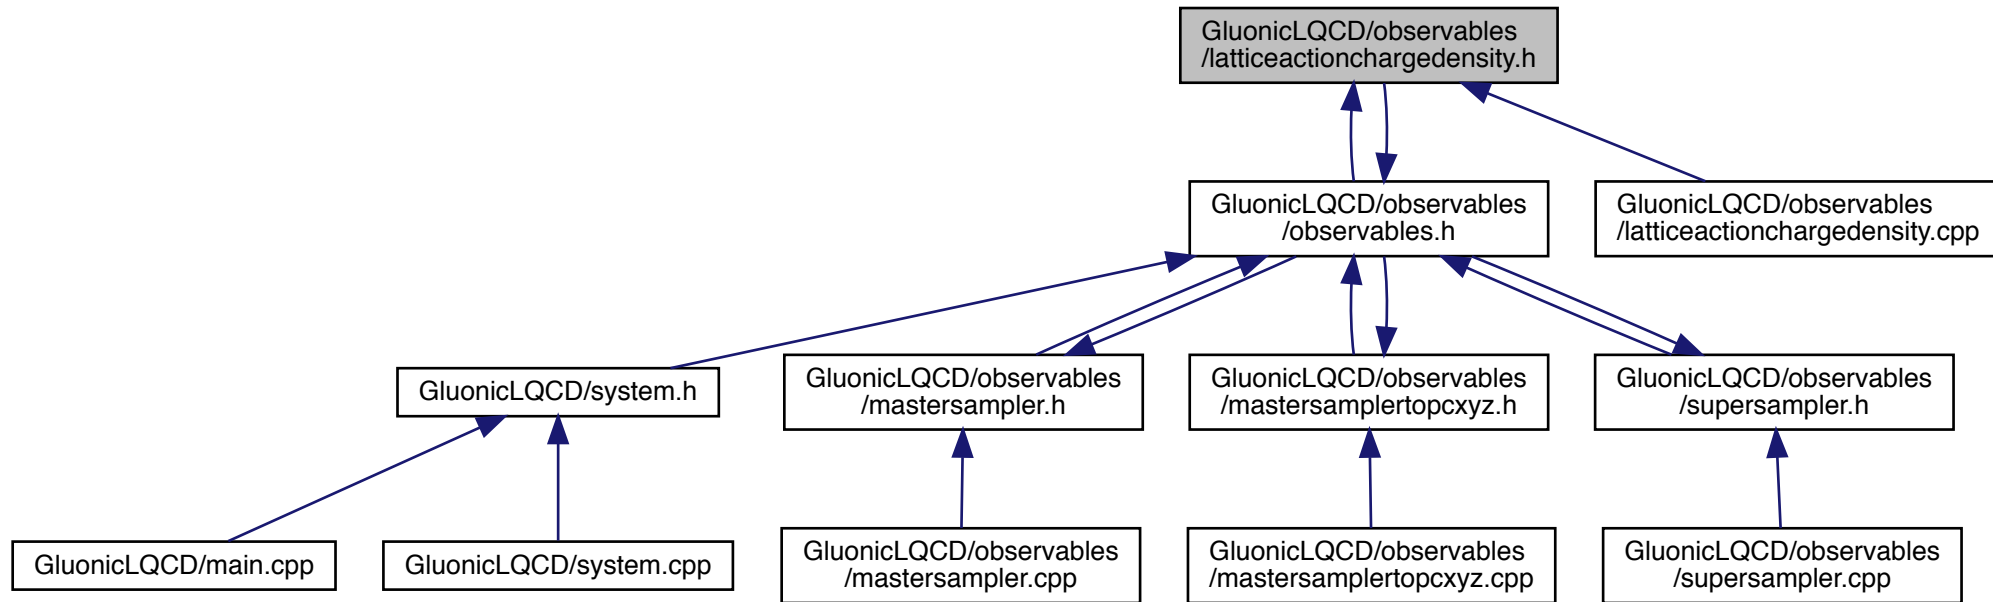 GluonicLQCD/observables
/latticeactionchargedensity.h
GluonicLQCD/observables
/observables.h
GluonicLQCD/observables
/latticeactionchargedensity.cpp
GluonicLQCD/system.h
GluonicLQCD/observables
/mastersampler.h
GluonicLQCD/observables
/mastersamplertopcxyz.h
GluonicLQCD/observables
/supersampler.h
GluonicLQCD/main.cpp
GluonicLQCD/system.cpp
GluonicLQCD/observables
/mastersampler.cpp
GluonicLQCD/observables
/mastersamplertopcxyz.cpp
GluonicLQCD/observables
/supersampler.cpp